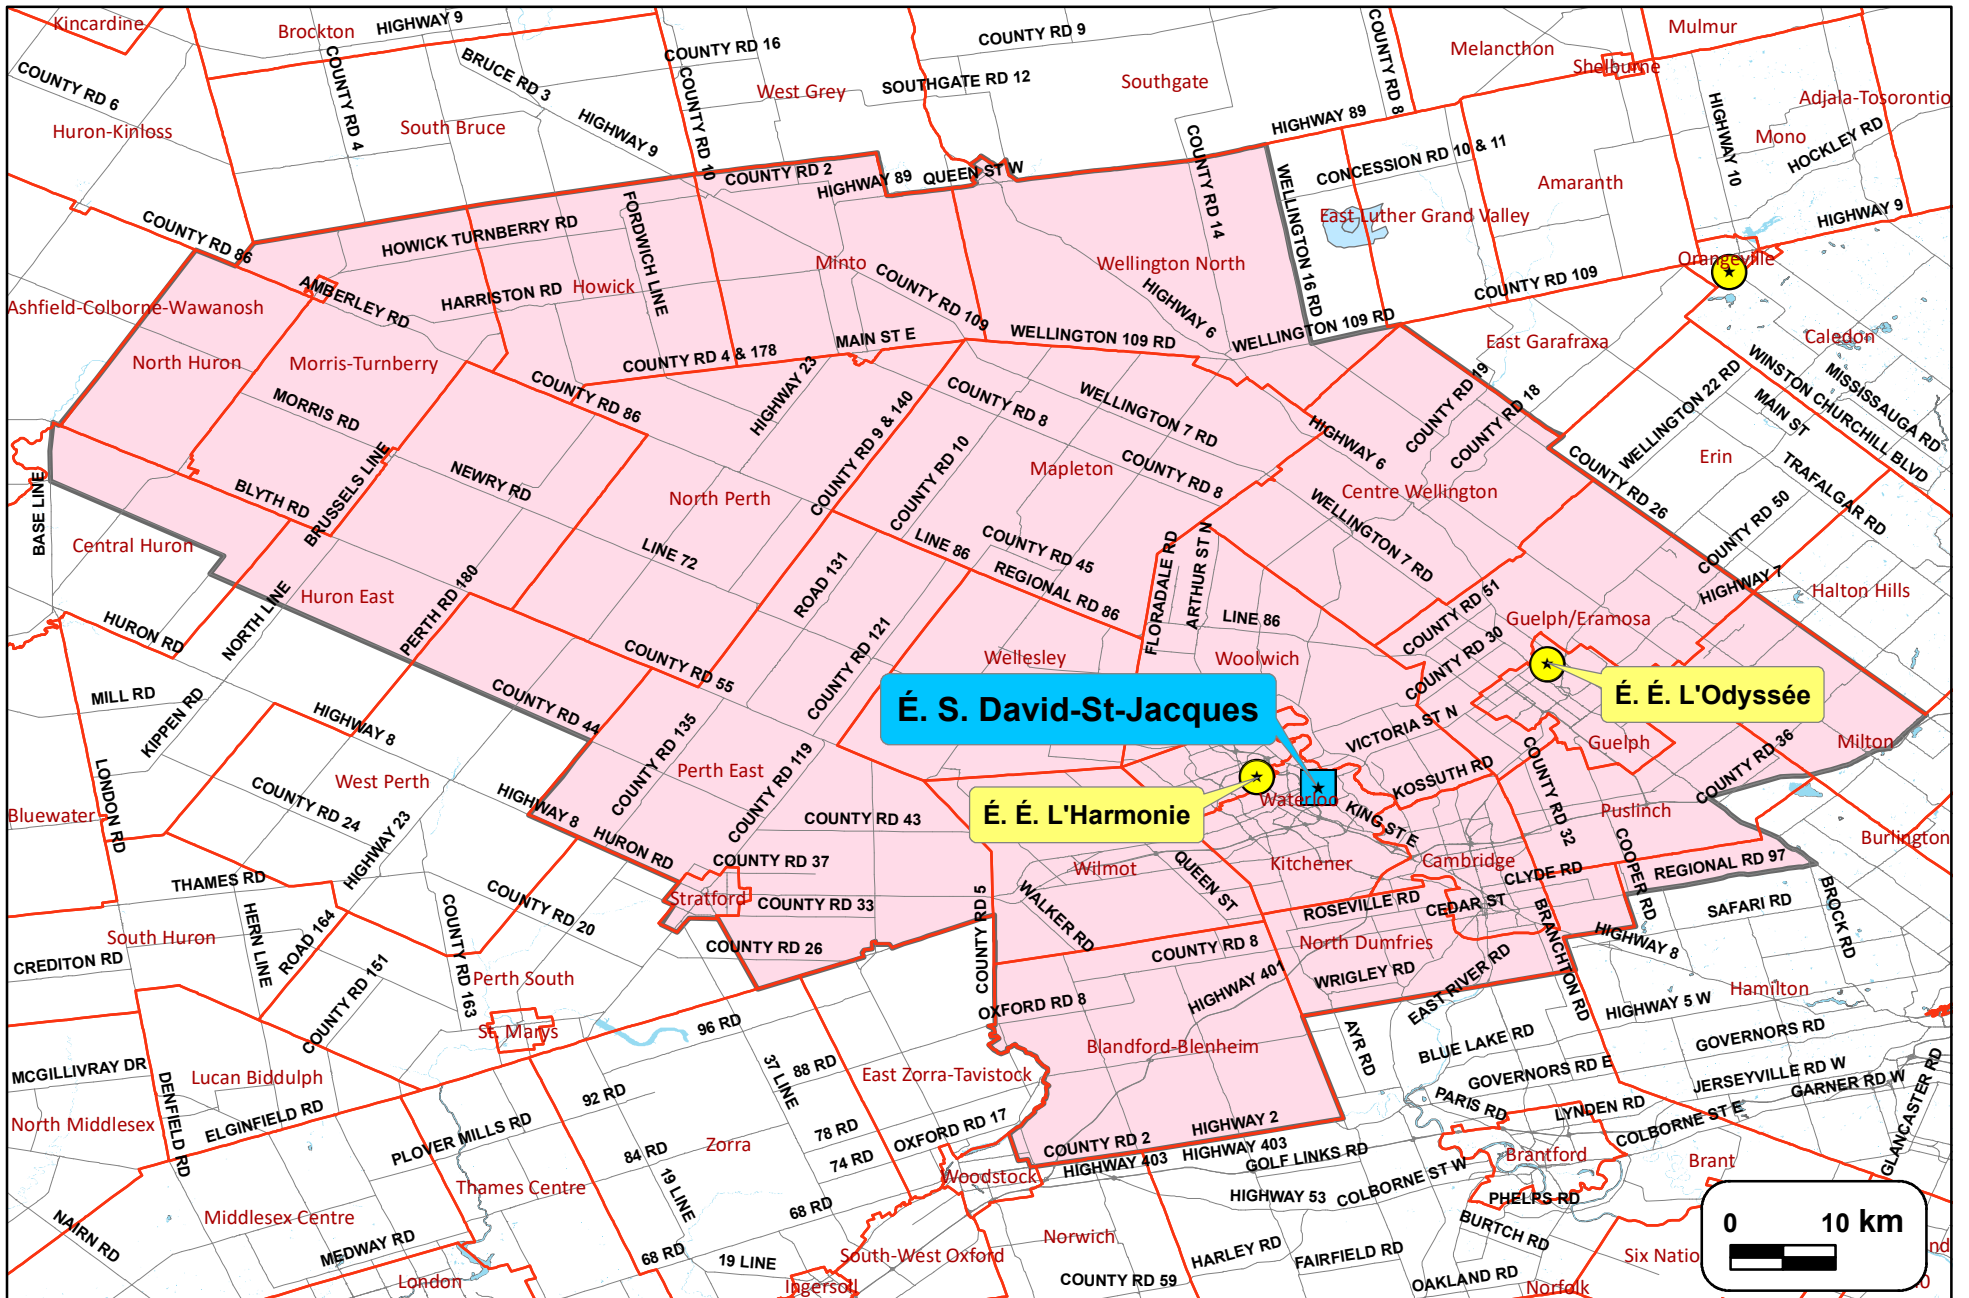 Kincardine
Brockton
HIGHWAY 9
COUNTY RD 16
COUNTY RD 9
COUNTY RD 8
Melancthon
Mulmur
Shelburne
COUNTY RD 6
COUNTY RD 4
BRUCE RD 3
COUNTY RD 10
West Grey
SOUTHGATE RD 12
Southgate
HIGHWAY 10
Adjala-Tosorontio
Huron-Kinloss
South Bruce
HIGHWAY 9
HIGHWAY 89
Mono
HOCKLEY RD
CONCESSION RD 10 & 11
COUNTY RD 14
COUNTY RD 2
HIGHWAY 89
QUEEN ST W
WELLINGTON 16 RD
Amaranth
East Luther Grand Valley
HIGHWAY 9
COUNTY RD 86
HOWICK TURNBERRY RD
FORDWICH LINE
Minto
Wellington North
Orangeville
Ashfield-Colborne-Wawanosh
AMBERLEY RD
HARRISTON RD
Howick
COUNTY RD 109
HIGHWAY 6
COUNTY RD 109
North Huron
Morris-Turnberry
COUNTY RD 4 & 178
MAIN ST E
WELLINGTON 109 RD
WELLINGTON 109 RD
East Garafraxa
Caledon
MORRIS RD
COUNTY RD 86
HIGHWAY 23
COUNTY RD 9 & 140
COUNTY RD 8
WELLINGTON 7 RD
COUNTY RD 19
COUNTY RD 18
WELLINGTON 22 RD
MAIN ST
WINSTON CHURCHILL BLVD
MISSISSAUGA RD
HIGHWAY 6
BASE LINE
BLYTH RD
BRUSSELS LINE
NEWRY RD
North Perth
COUNTY RD 10
Mapleton
COUNTY RD 8
Centre Wellington
COUNTY RD 26
Erin
TRAFALGAR RD
COUNTY RD 50
WELLINGTON 7 RD
Central Huron
Huron East
LINE 72
LINE 86
COUNTY RD 45
REGIONAL RD 86
ROAD 131
FLORADALE RD
ARTHUR ST N
LINE 86
COUNTY RD 51
HIGHWAY 7
Halton Hills
HURON RD
NORTH LINE
PERTH RD 180
COUNTY RD 55
COUNTY RD 121
Wellesley
Woolwich
COUNTY RD 30
Guelph/Eramosa
MILL RD
KIPPEN RD
HIGHWAY 8
COUNTY RD 44
COUNTY RD 135
COUNTY RD 119
É. S. David-St-Jacques
É. É. L'Odyssée
VICTORIA ST N
Guelph
COUNTY RD 36
Milton
LONDON RD
West Perth
Perth East
KOSSUTH RD
COUNTY RD 32
Bluewater
COUNTY RD 24
HIGHWAY 23
HIGHWAY 8
HURON RD
COUNTY RD 43
É. É. L'Harmonie
Waterloo
KING ST E
Puslinch
Burlington
THAMES RD
HERN LINE
COUNTY RD 20
COUNTY RD 37
Stratford
COUNTY RD 33
COUNTY RD 5
Wilmot
QUEEN ST
Kitchener
Cambridge
CLYDE RD
COOPER RD
REGIONAL RD 97
SAFARI RD
BROCK RD
South Huron
CREDITON RD
ROAD 164
COUNTY RD 151
COUNTY RD 163
COUNTY RD 26
WALKER RD
ROSEVILLE RD
CEDAR ST
BRANCHTON RD
HIGHWAY 8
North Dumfries
COUNTY RD 8
WRIGLEY RD
EAST RIVER RD
Perth South
OXFORD RD 8
HIGHWAY 401
HIGHWAY 5 W
Hamilton
St. Marys
96 RD
Blandford-Blenheim
AYR RD
BLUE LAKE RD
GOVERNORS RD
MCGILLIVRAY DR
DENFIELD RD
Lucan Biddulph
92 RD
37 LINE
88 RD
East Zorra-Tavistock
GOVERNORS RD E
JERSEYVILLE RD W
GARNER RD W
GLANCASTER RD
PARIS RD
LYNDEN RD
COLBORNE ST E
North Middlesex
ELGINFIELD RD
PLOVER MILLS RD
84 RD
Zorra
78 RD
74 RD
OXFORD RD 17
COUNTY RD 2
HIGHWAY 2
HIGHWAY 403
HIGHWAY 403
GOLF LINKS RD
Brantford
Brant
Woodstock
COLBORNE ST W
HIGHWAY 53
PHELPS RD
Thames Centre
19 LINE
68 RD
Middlesex Centre
NAIRN RD
MEDWAY RD
London
68 RD
19 LINE
South-West Oxford
Ingersoll
Norwich
COUNTY RD 59
HARLEY RD
FAIRFIELD RD
BURTCH RD
OAKLAND RD
Norfolk
Six Natio
nd
0
0 10 km